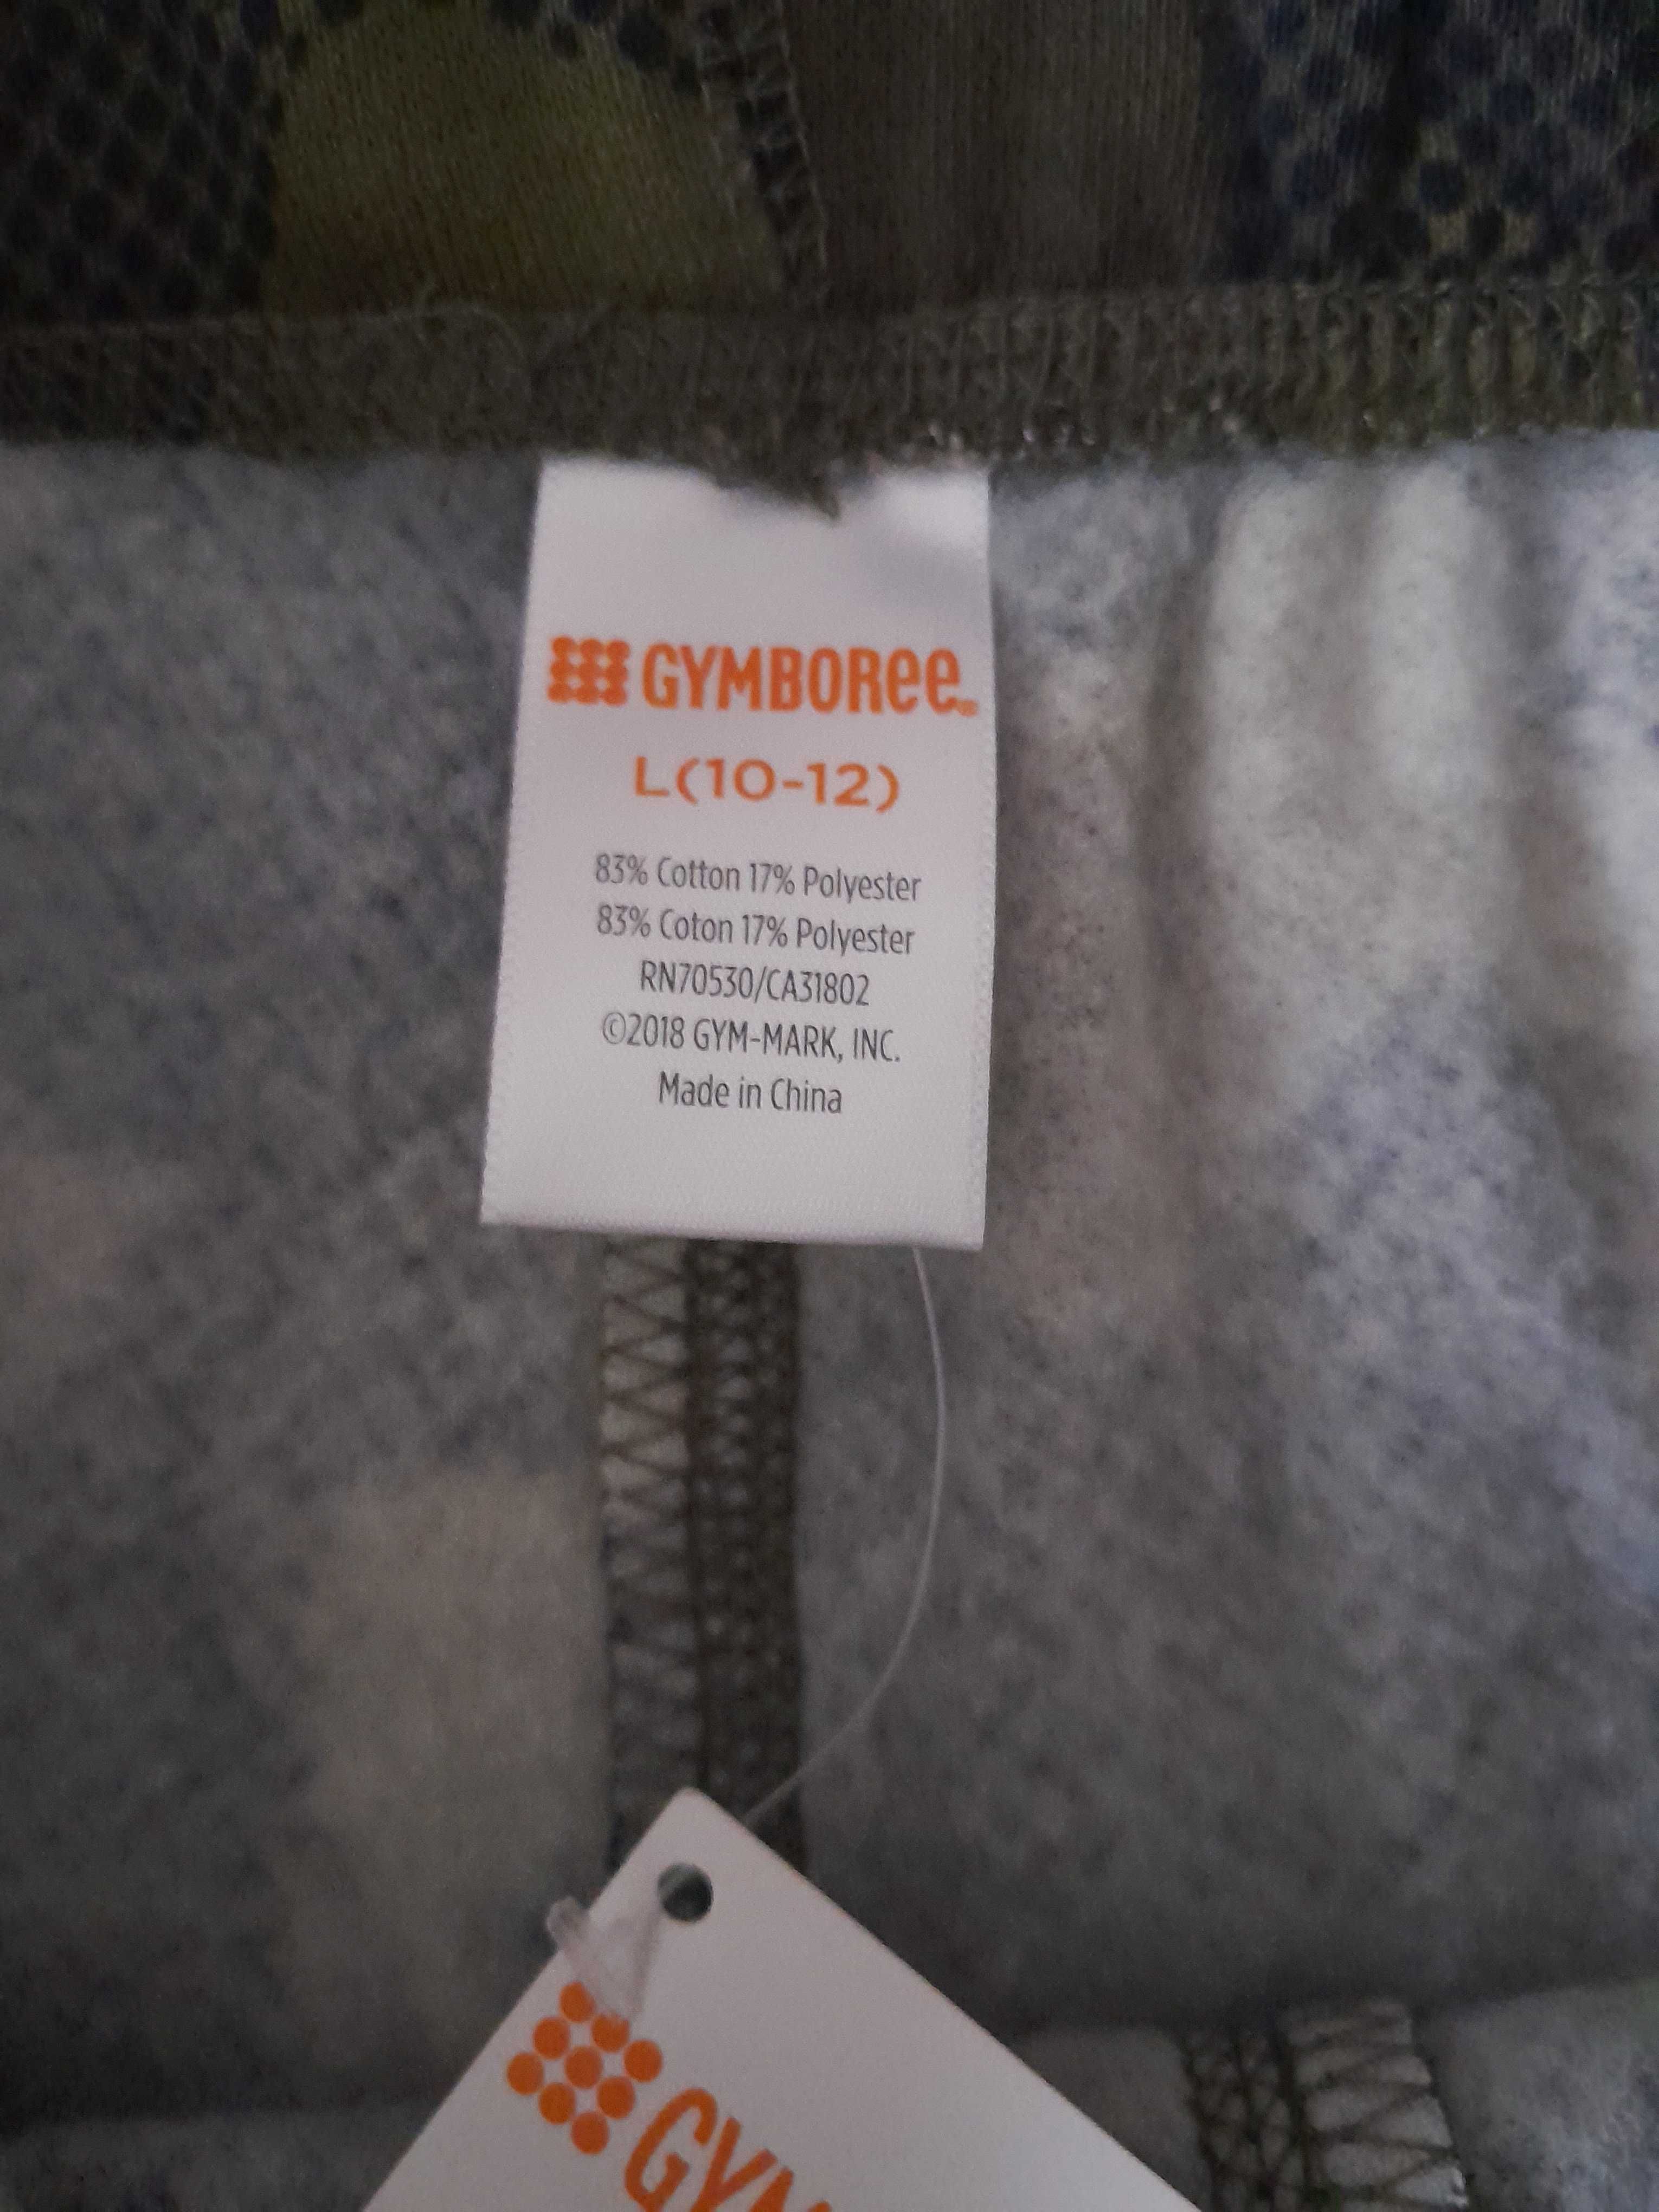 GYMBOREE®
L(10-12)
83% Cotton 17% Polyester
83% Coton 17% Polyester
RN70530/CA31802
©2018 GYM-MARK, INC.
Made in China
GYM